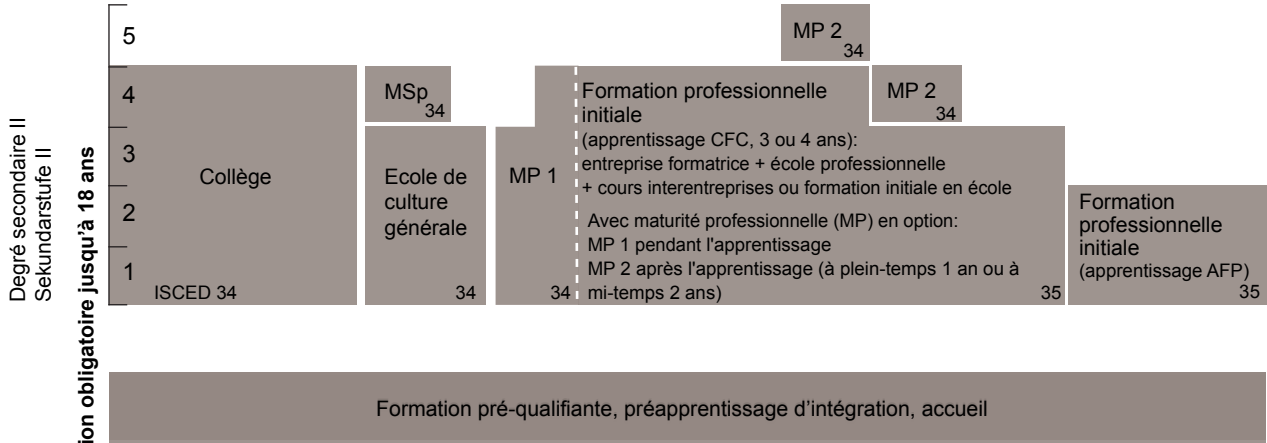 Degré secondaire II
Sekundarstufe II
ion obligatoire jusqu'à 18 ans
5
4
3
2
1
Collège
ISCED 34
MSp
34
Ecole de
culture
générale
34
MP 1
34
MP 2
34
Formation professionnelle
initiale
(apprentissage CFC, 3 ou 4 ans):
entreprise formatrice + école professionnelle
+ cours interentreprises ou formation initiale en école
Avec maturité professionnelle (MP) en option:
MP 1 pendant l'apprentissage
MP 2 après l'apprentissage (à plein-temps 1 an ou à
mi-temps 2 ans)
35
MP 2
34
Formation
professionnelle
initiale
(apprentissage AFP)
35
Formation pré-qualifiante, préapprentissage d’intégration, accueil